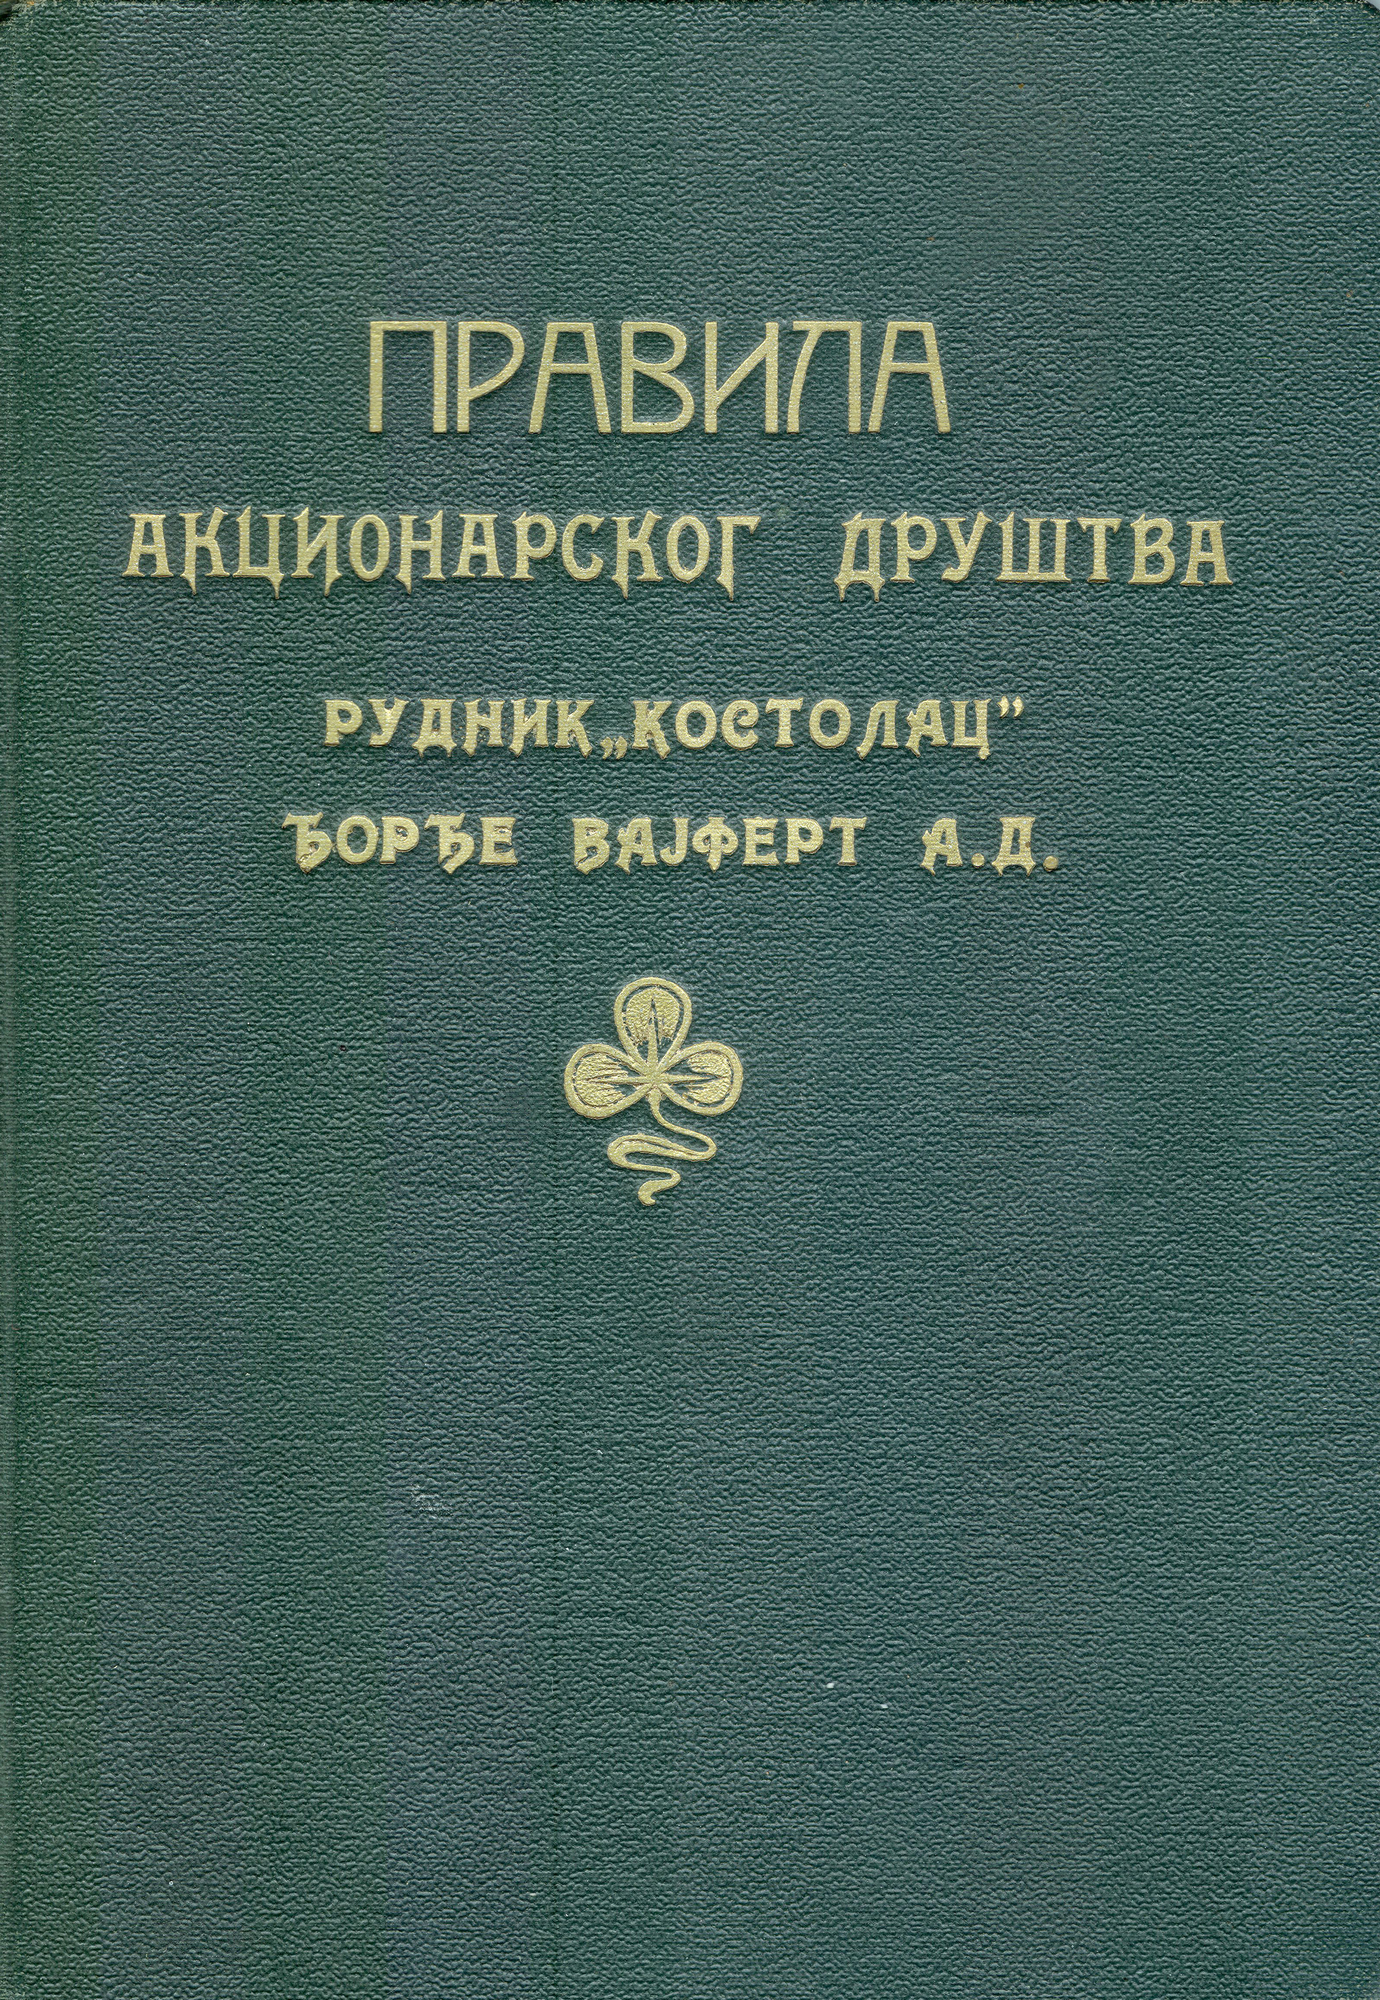 ПРАВИЛА
АКЦИОНАРСКОГ ДРУШТВА
РУДНИК „КОСТОЛАЦ”
ЂОРЂЕ ВАЈФЕРТ А.Д.